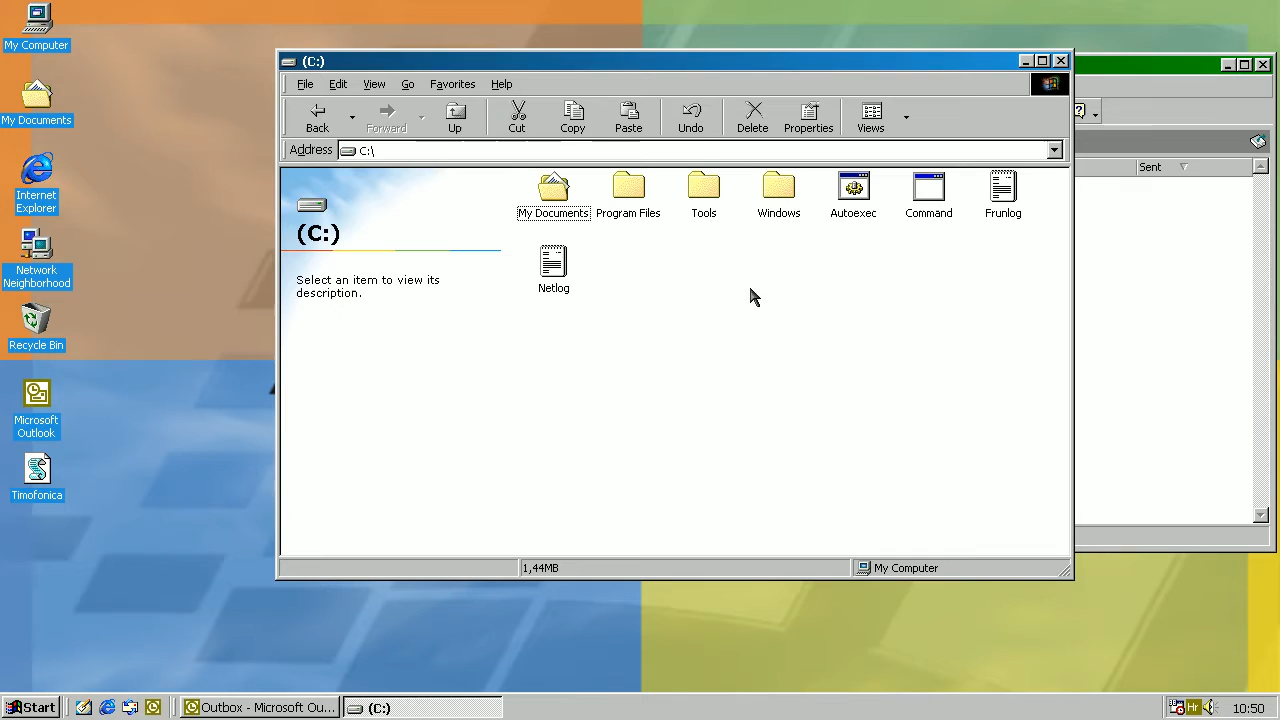 My Computer
My Documents
Internet
Explorer
Network
Neighborhood
Recycle Bin
Microsoft
Outlook
Timofonica
(C:)
File Edit View Go Favorites Help
Back Forward Up Cut Copy Paste Undo Delete Properties Views
Address C:\
(C:)
Select an item to view its
description.
My Documents Program Files Tools Windows Autoexec Command Frunlog
Netlog
1,44MB My Computer
Sent
Start Outbox - Microsoft Ou... (C:) Hr 10:50